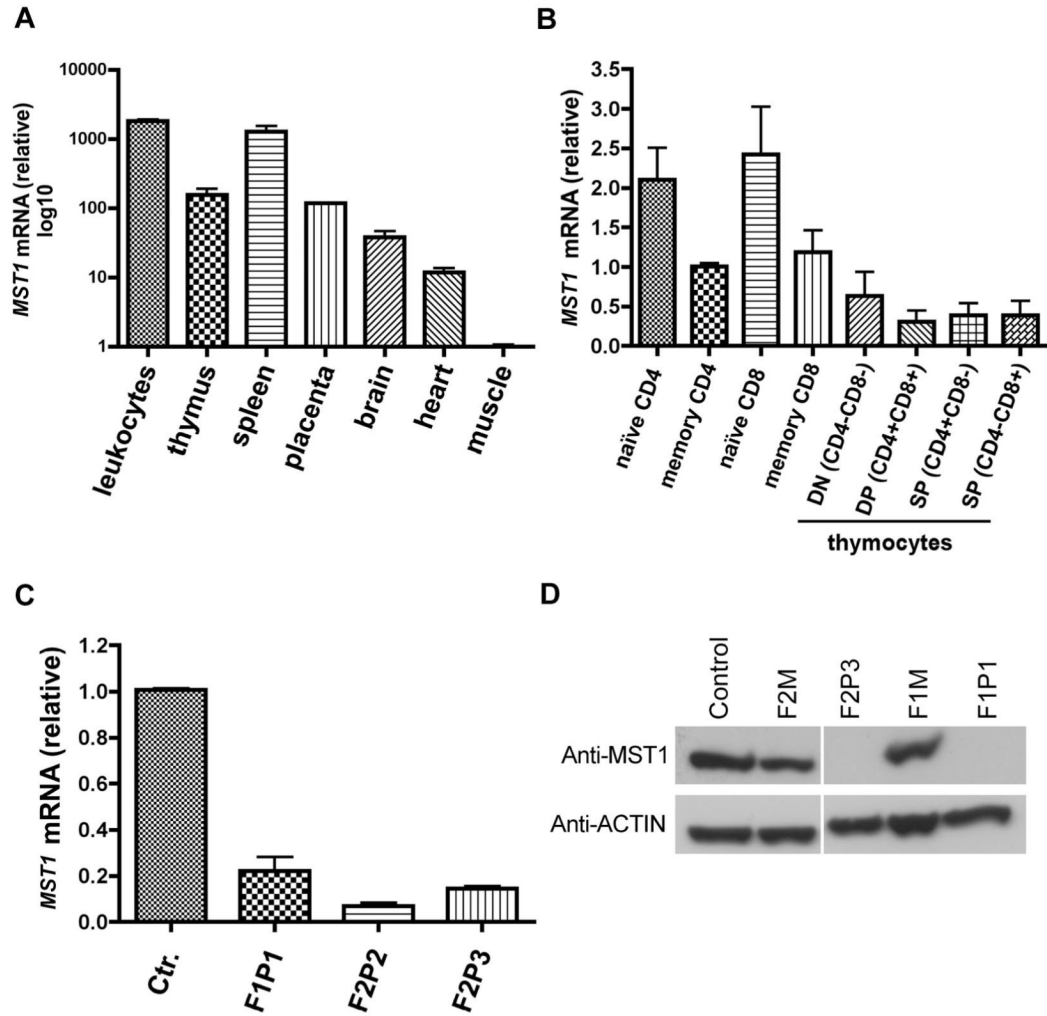 A
MST1 mRNA (relative)
log10
10000
1000
100
10
1
leukocytes
thymus
spleen
placenta
brain
heart
muscle
B
MST1 mRNA (relative)
3.5
3.0
2.5
2.0
1.5
1.0
0.5
0.0
naïve CD4
memory CD4
naïve CD8
memory CD8
DN (CD4-CD8-)
DP (CD4+CD8+)
SP (CD4+CD8-)
SP (CD4-CD8+)
thymocytes
C
MST1 mRNA (relative)
1.2
1.0
0.8
0.6
0.4
0.2
0.0
Ctr.
F1P1
F2P2
F2P3
D
Control
F2M
F2P3
F1M
F1P1
Anti-MST1
Anti-ACTIN